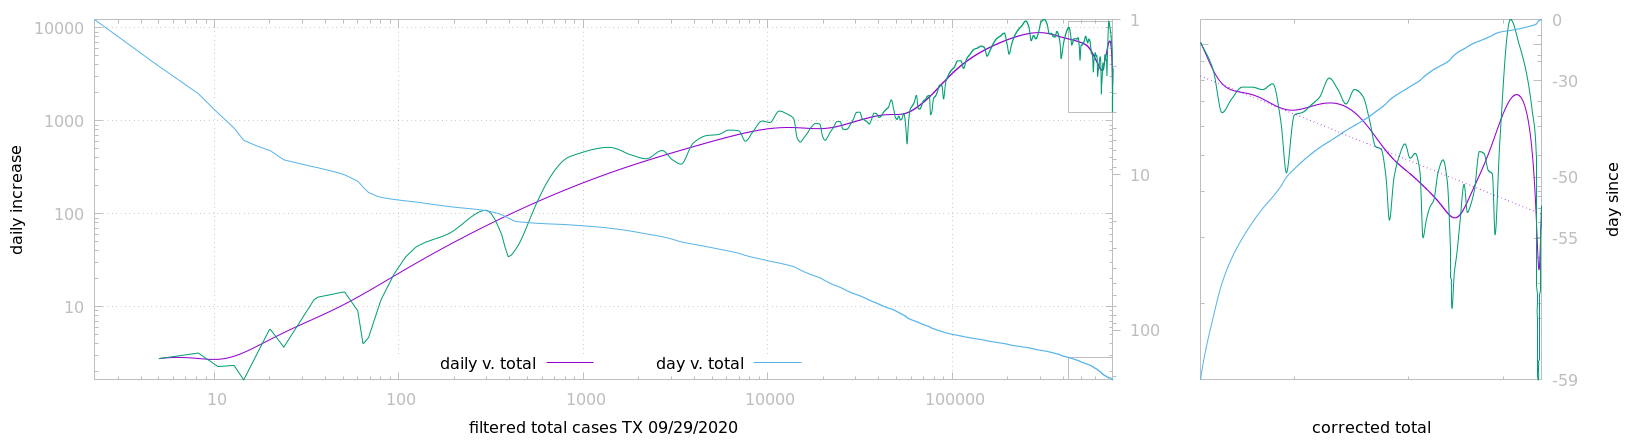 10000
1000
100
10
daily increase
10
100
1000
10000
100000
filtered total cases TX 09/29/2020
daily v. total
day v. total
1
10
100
0
-30
-50
-55
-59
day since
corrected total